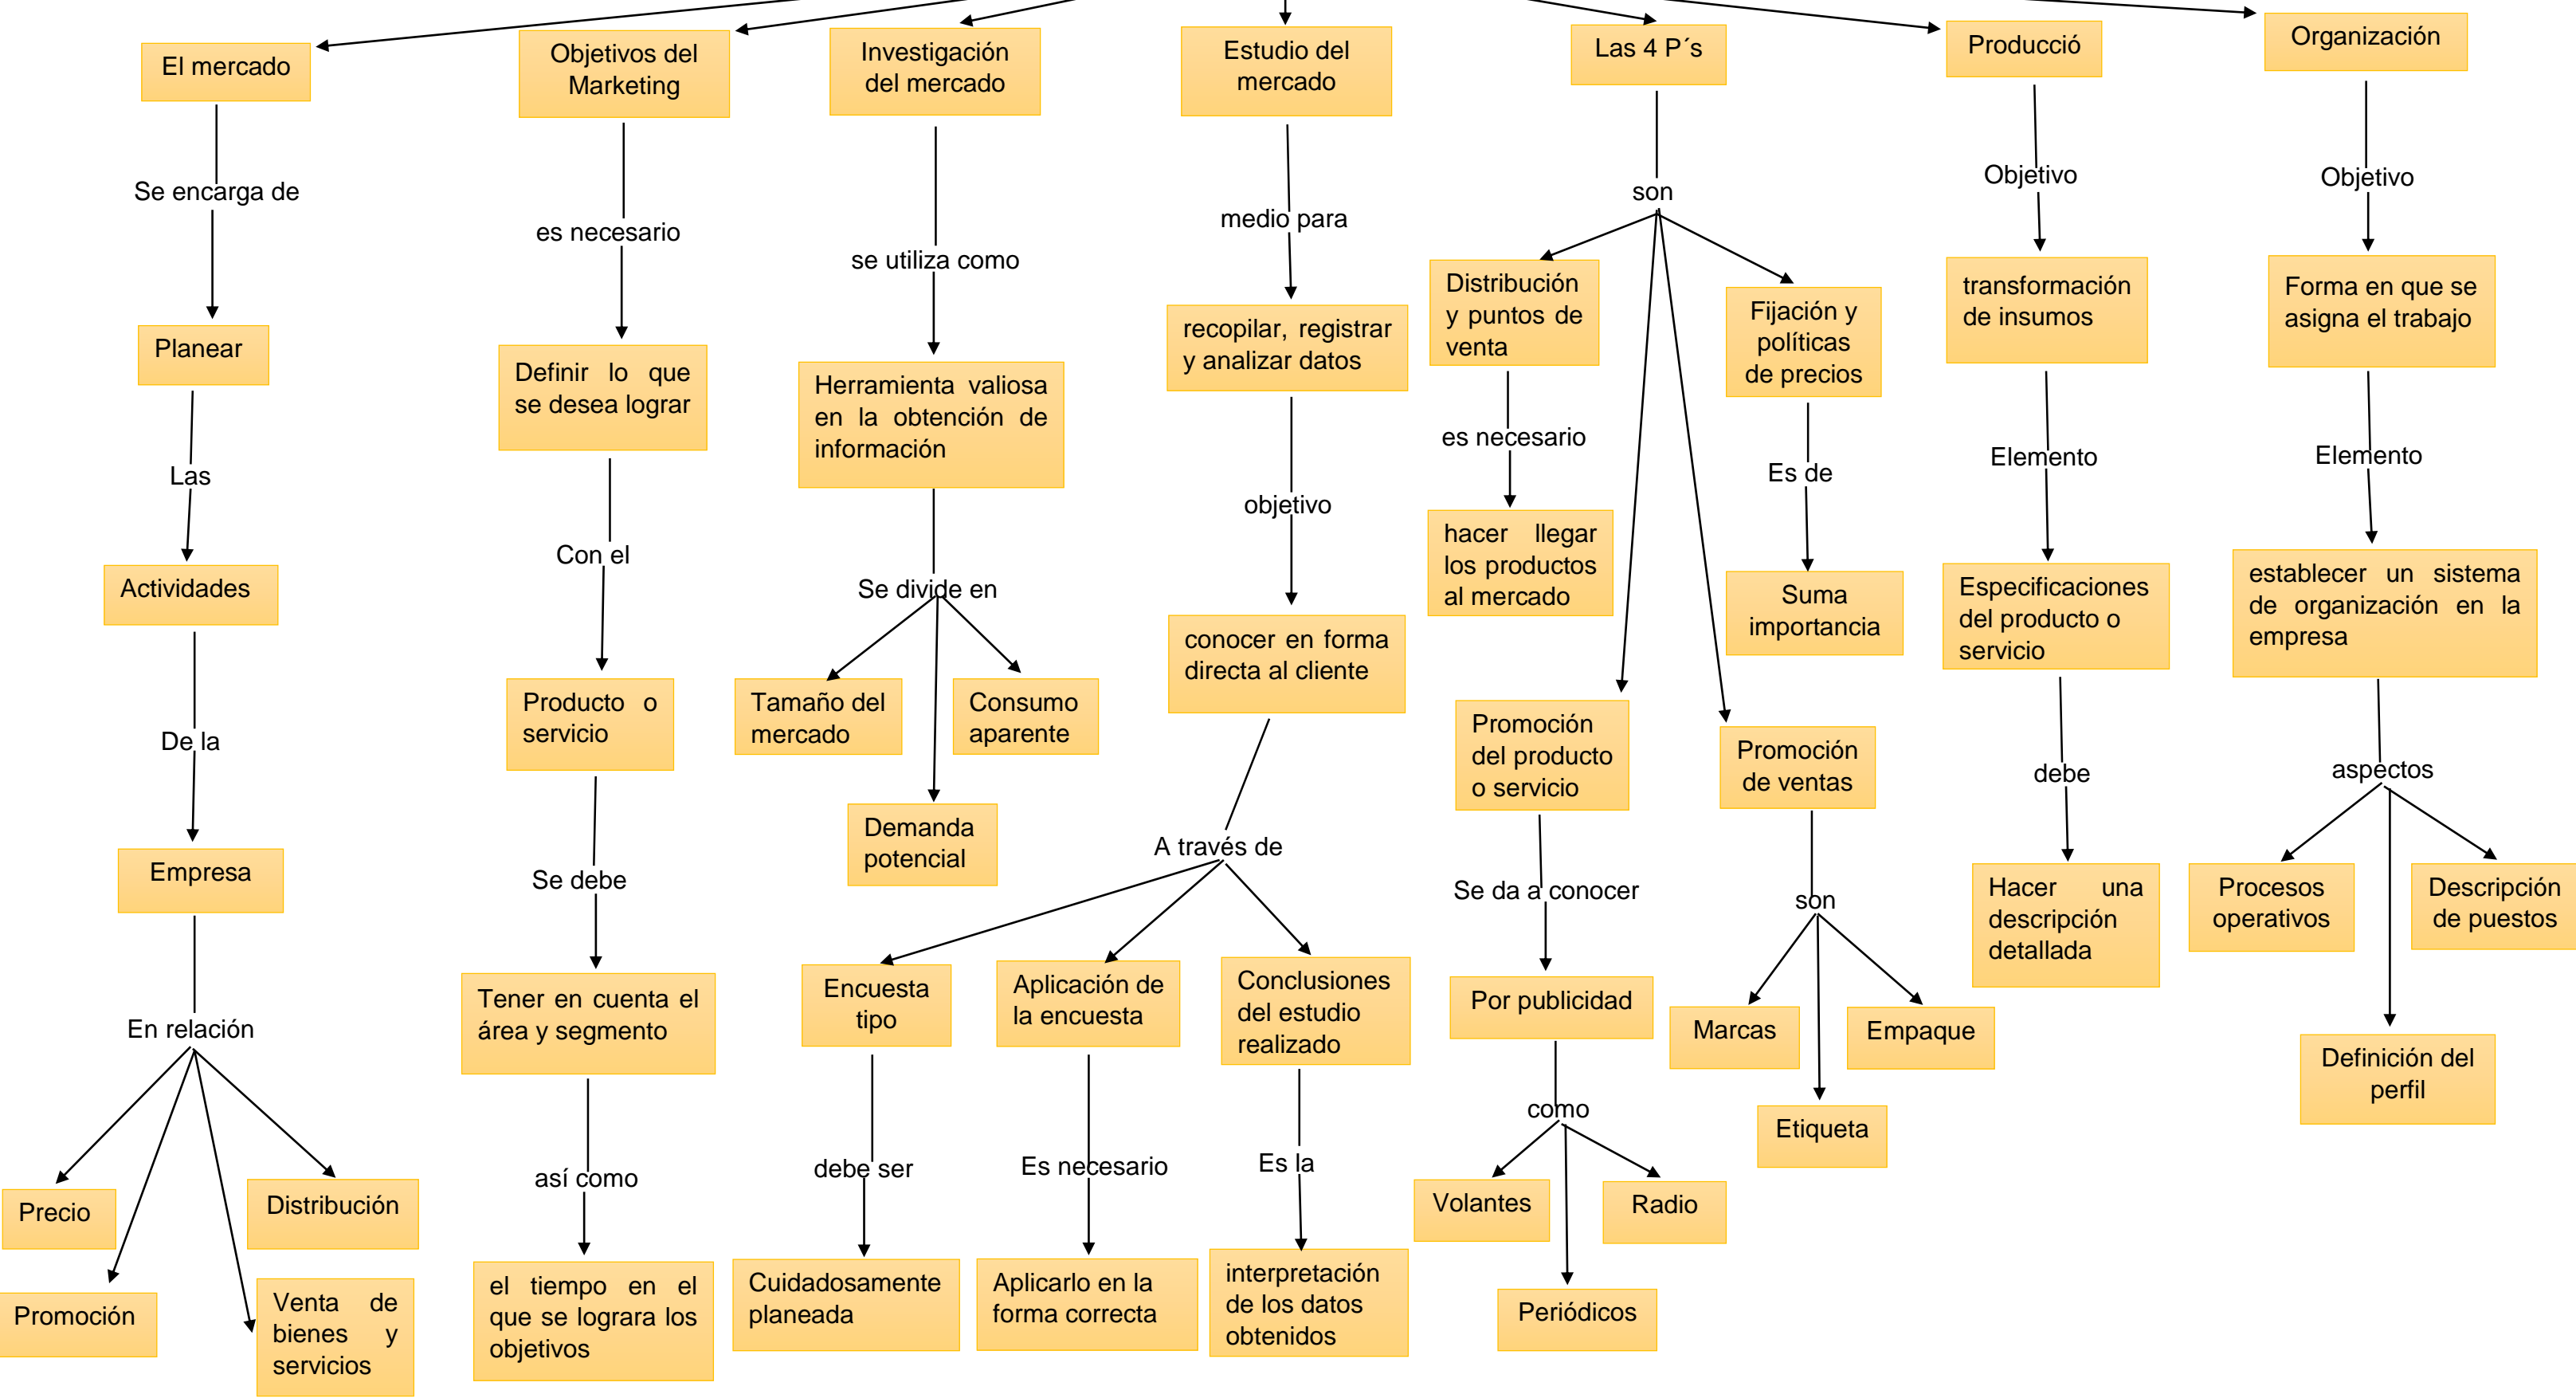 El mercado
Se encarga de
Planear
Las
Actividades
De la
Empresa
En relación
Precio
Promoción
Venta de
bienes y
servicios
Distribución
Objetivos del
Marketing
es necesario
Definir lo que
se desea lograr
Con el
Producto o
servicio
Se debe
Tener en cuenta el
área y segmento
así como
el tiempo en el
que se lograra los
objetivos
Investigación
del mercado
se utiliza como
Herramienta valiosa
en la obtención de
información
Se divide en
Tamaño del
mercado
Demanda
potencial
Consumo
aparente
Estudio del
mercado
medio para
recopilar, registrar
y analizar datos
objetivo
conocer en forma
directa al cliente
A través de
Encuesta
tipo
debe ser
Cuidadosamente
planeada
Aplicación de
la encuesta
Es necesario
Aplicarlo en la
forma correcta
Conclusiones
del estudio
realizado
Es la
interpretación
de los datos
obtenidos
Las 4 P´s
son
Distribución
y puntos de
venta
es necesario
hacer llegar
los productos
al mercado
Promoción
del producto
o servicio
Se da a conocer
Por publicidad
como
Volantes
Periódicos
Radio
Promoción
de ventas
son
Marcas
Etiqueta
Empaque
Fijación y
políticas
de precios
Es de
Suma
importancia
Producció
Objetivo
transformación
de insumos
Elemento
Especificaciones
del producto o
servicio
debe
Hacer una
descripción
detallada
Organización
Objetivo
Forma en que se
asigna el trabajo
Elemento
establecer un sistema
de organización en la
empresa
aspectos
Procesos
operativos
Definición del
perfil
Descripción
de puestos